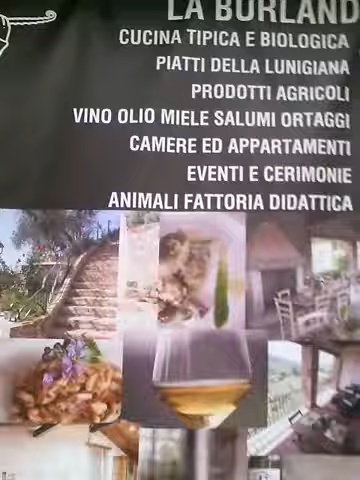 LA BURLAND
CUCINA TIPICA E BIOLOGICA
PIATTI DELLA LUNIGIANA
PRODOTTI AGRICOLI
VINO OLIO MIELE SALUMI ORTAGGI
CAMERE ED APPARTAMENTI
EVENTI E CERIMONIE
ANIMALI FATTORIA DIDATTICA